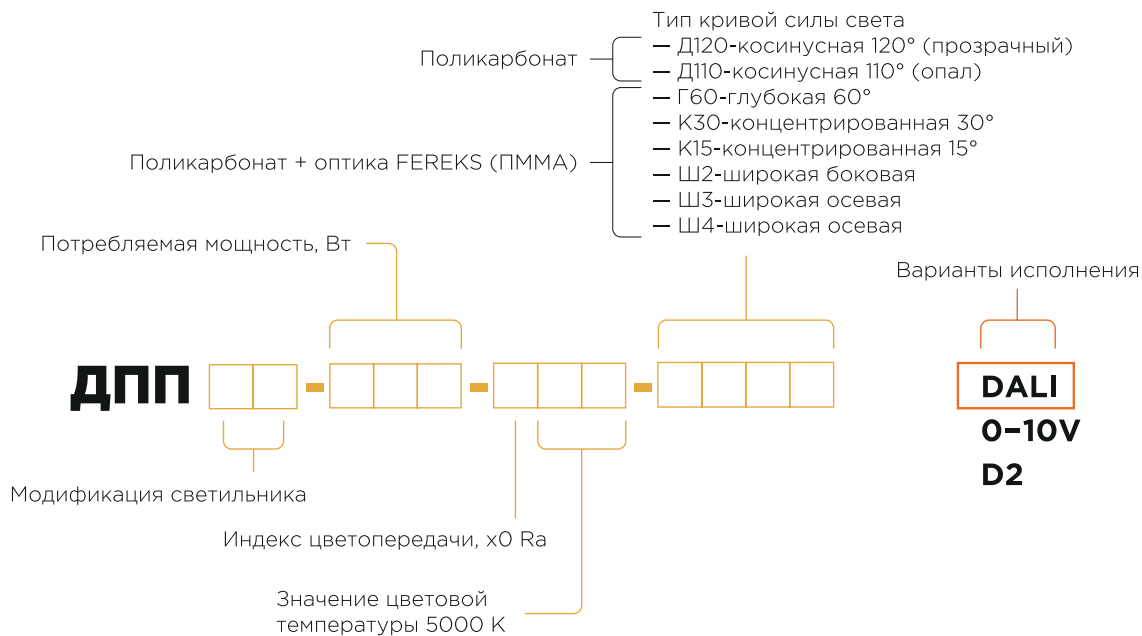 Тип кривой силы света
Поликарбонат
— Д120-косинусная 120° (прозрачный)
— Д110-косинусная 110° (опал)
Поликарбонат + оптика FEREKS (ПММА)
— Г60-глубокая 60°
— К30-концентрированная 30°
— К15-концентрированная 15°
— Ш2-широкая боковая
— Ш3-широкая осевая
— Ш4-широкая осевая
Потребляемая мощность, Вт
Варианты исполнения
ДПП - - -
DALI
0-10V
D2
Модификация светильника
Индекс цветопередачи, x0 Ra
Значение цветовой
температуры 5000 К